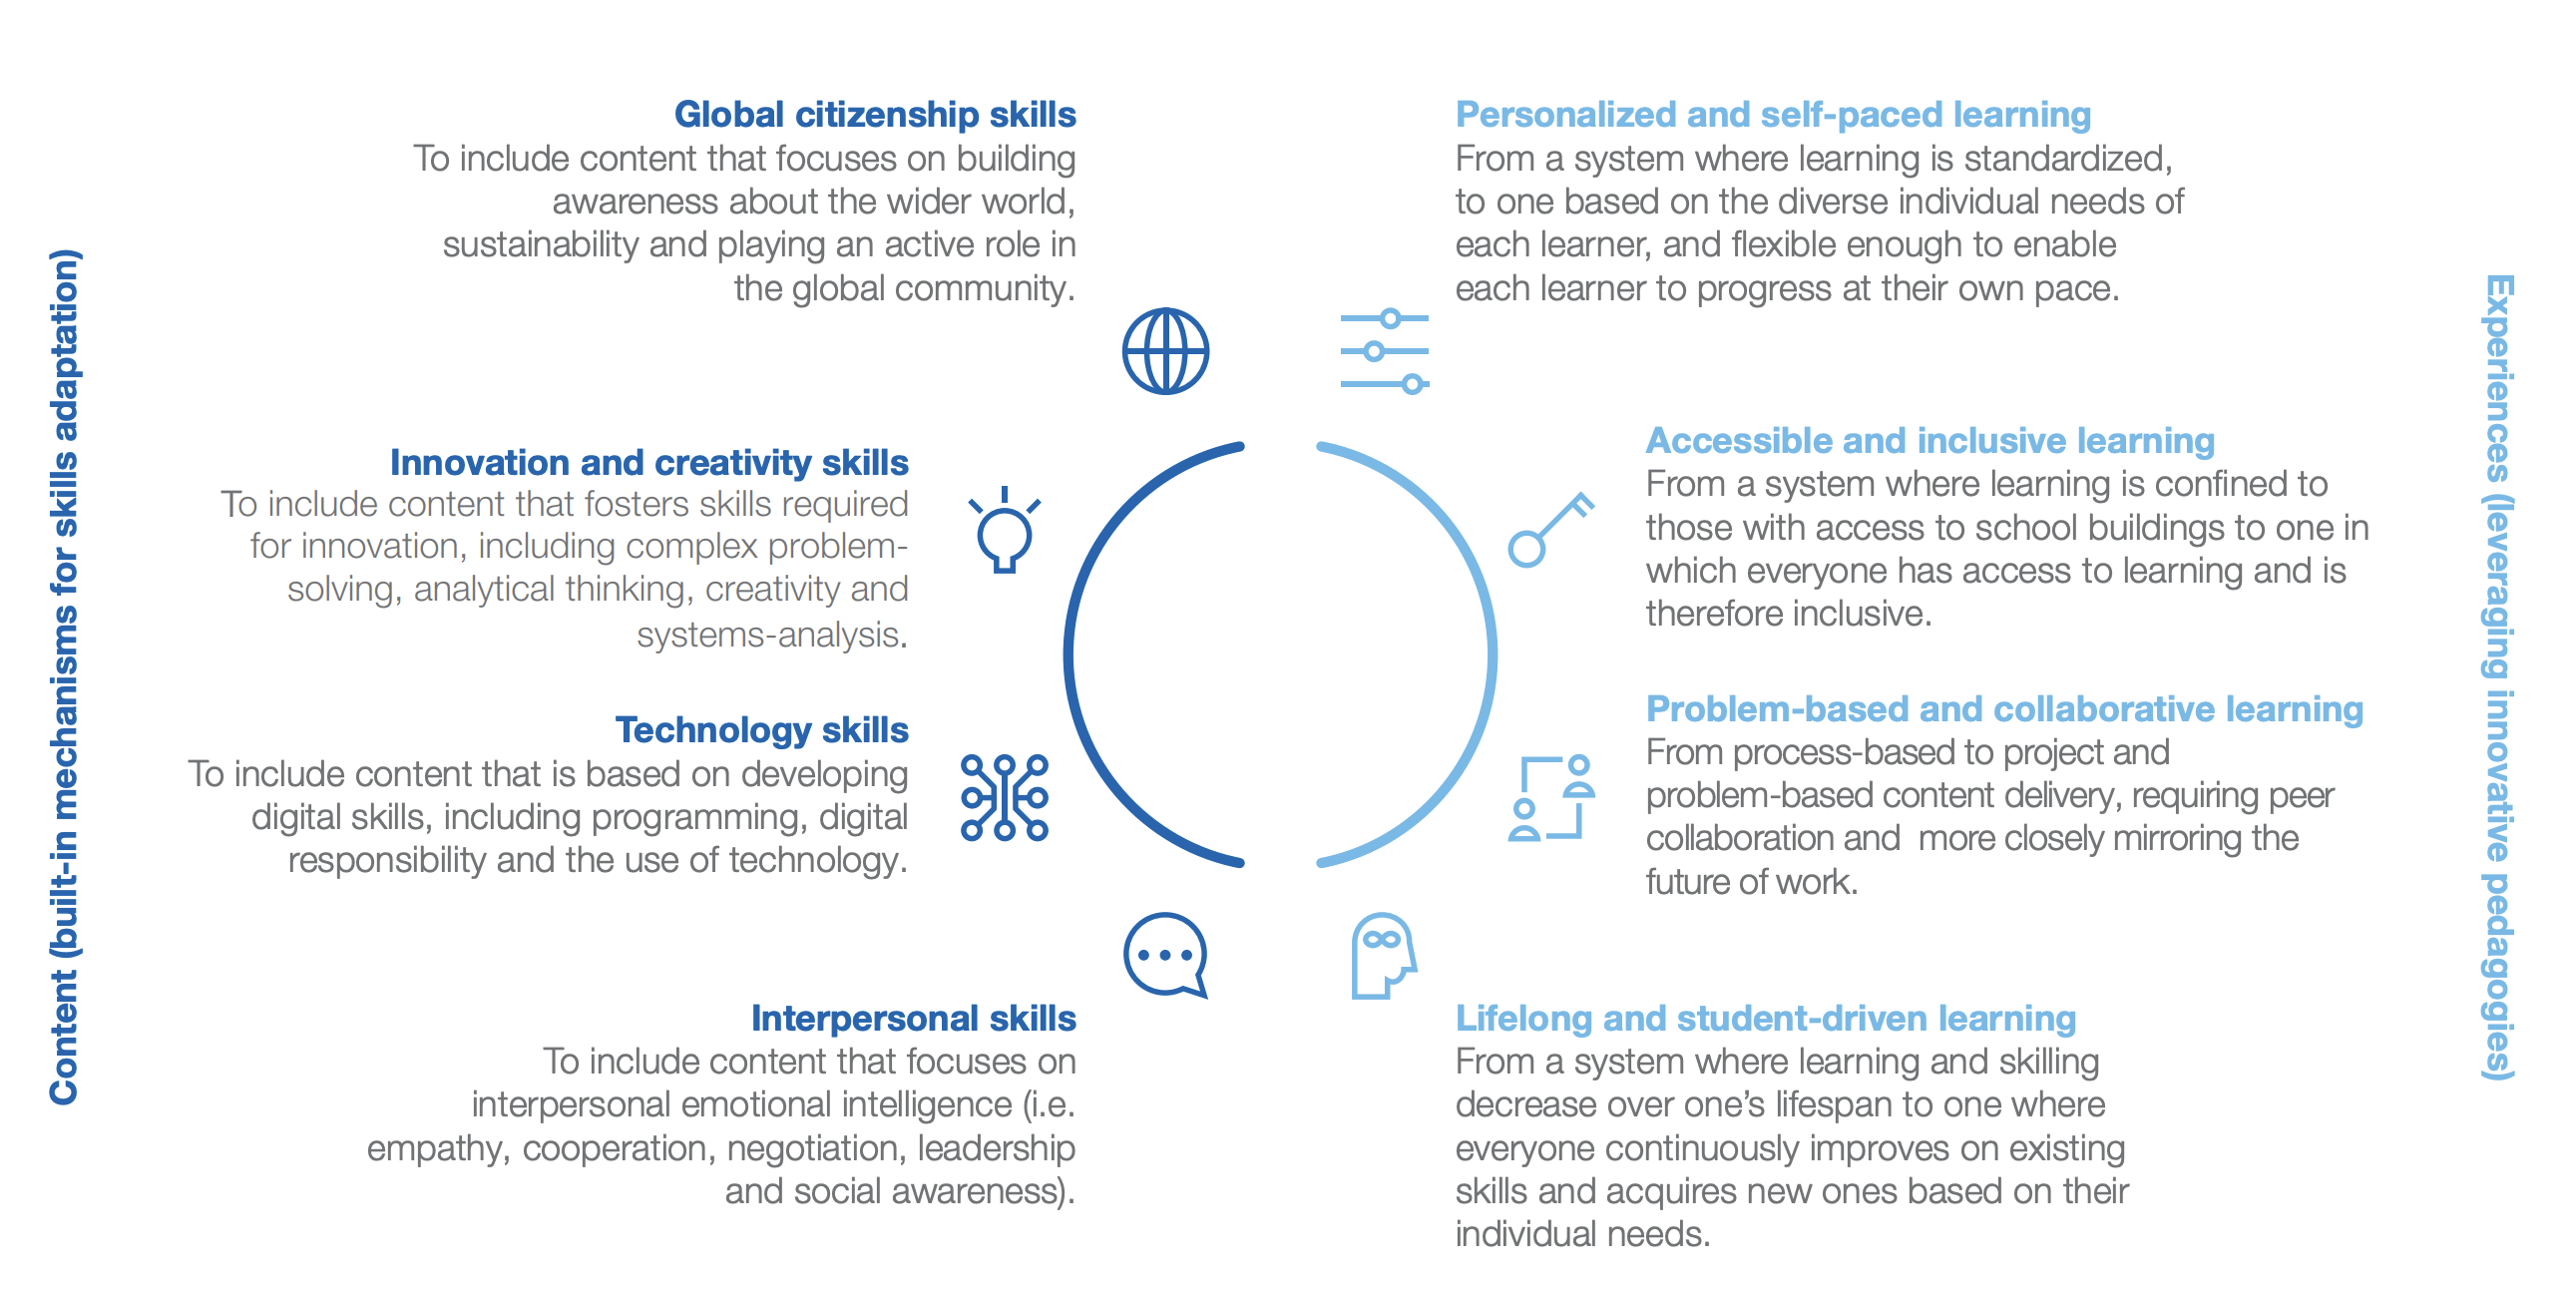 Content (built-in mechanisms for skills adaptation)
Global citizenship skills
To include content that focuses on building
awareness about the wider world,
sustainability and playing an active role in
the global community.
Innovation and creativity skills
To include content that fosters skills required
for innovation, including complex problem-
solving, analytical thinking, creativity and
systems-analysis.
Technology skills
To include content that is based on developing
digital skills, including programming, digital
responsibility and the use of technology.
Interpersonal skills
To include content that focuses on
interpersonal emotional intelligence (i.e.
empathy, cooperation, negotiation, leadership
and social awareness).
Personalized and self-paced learning
From a system where learning is standardized,
to one based on the diverse individual needs of
each learner, and flexible enough to enable
each learner to progress at their own pace.
Accessible and inclusive learning
From a system where learning is confined to
those with access to school buildings to one in
which everyone has access to learning and is
therefore inclusive.
Problem-based and collaborative learning
From process-based to project and
problem-based content delivery, requiring peer
collaboration and  more closely mirroring the
future of work.
Lifelong and student-driven learning
From a system where learning and skilling
decrease over one’s lifespan to one where
everyone continuously improves on existing
skills and acquires new ones based on their
individual needs.
Experiences (leveraging innovative pedagogies)